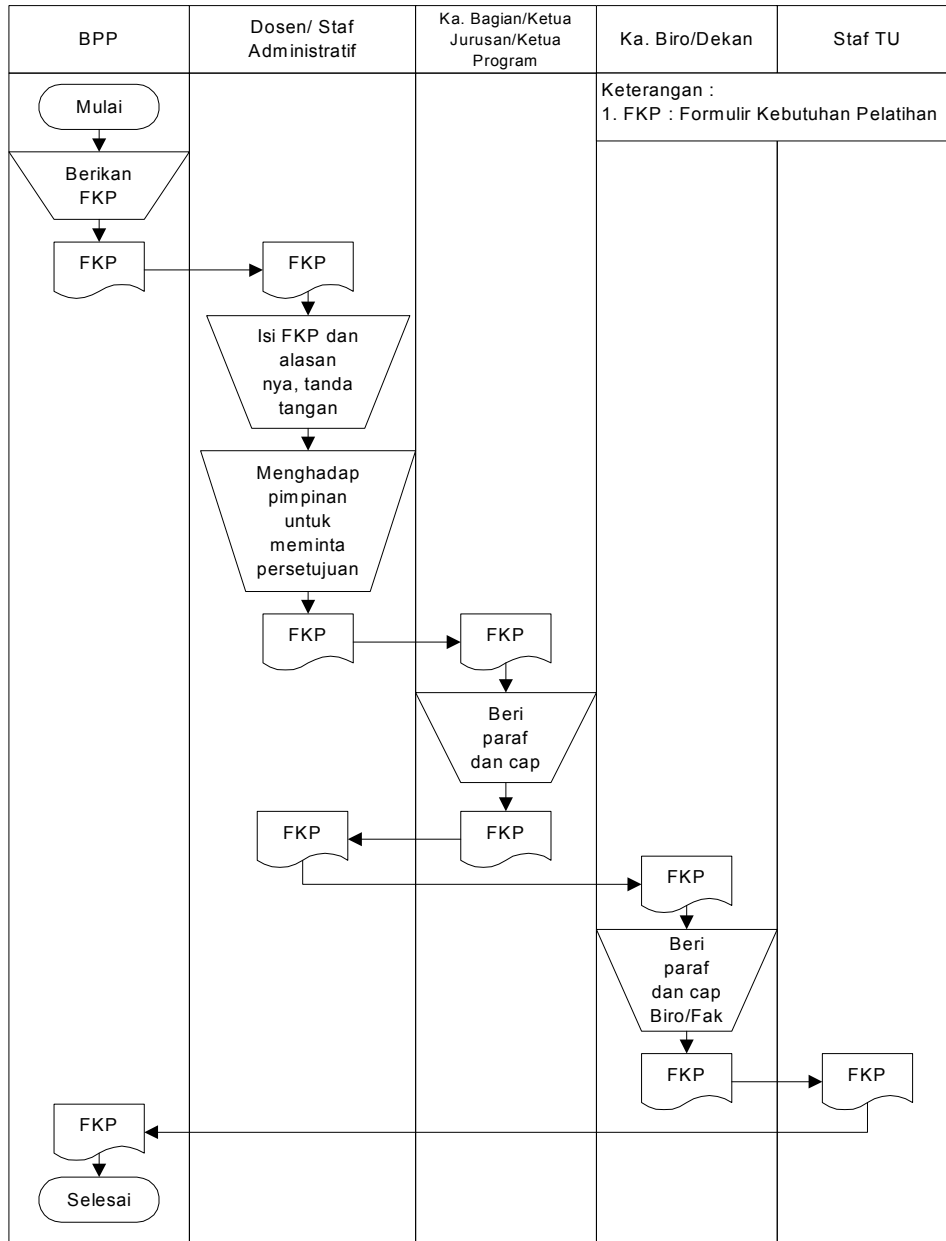 BPP
Dosen/ Staf
Administratif
Ka. Bagian/Ketua
Jurusan/Ketua
Program
Ka. Biro/Dekan
Staf TU
Keterangan :
1. FKP : Formulir Kebutuhan Pelatihan
Mulai
Berikan
FKP
FKP
FKP
Isi FKP dan
alasan
nya, tanda
tangan
Menghadap
pimpinan
untuk
meminta
persetujuan
FKP
FKP
Beri
paraf
dan cap
FKP
FKP
FKP
Beri
paraf
dan cap
Biro/Fak
FKP
FKP
FKP
Selesai